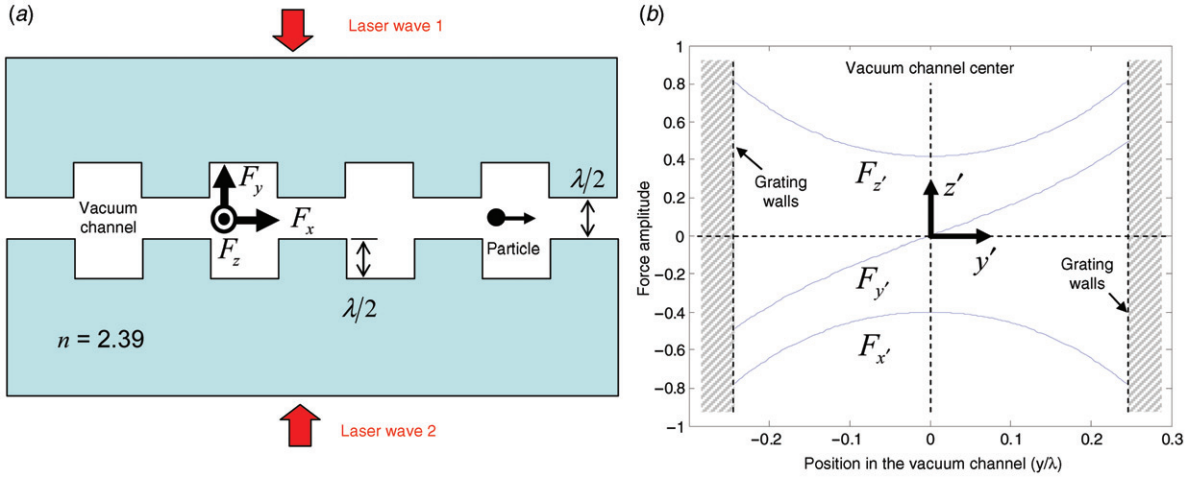 (a)
Laser wave 1
F_y
F_x
F_z
Vacuum
channel
Particle
λ/2
λ/2
n = 2.39
Laser wave 2
(b)
Vacuum channel center
Force amplitude
1
0.8
0.6
0.4
0.2
0
−0.2
−0.4
−0.6
−0.8
−1
Grating
walls
F_z′
z′
y′
F_y′
Grating
walls
F_x′
−0.2
−0.1
0
0.1
0.2
0.3
Position in the vacuum channel (y/λ)